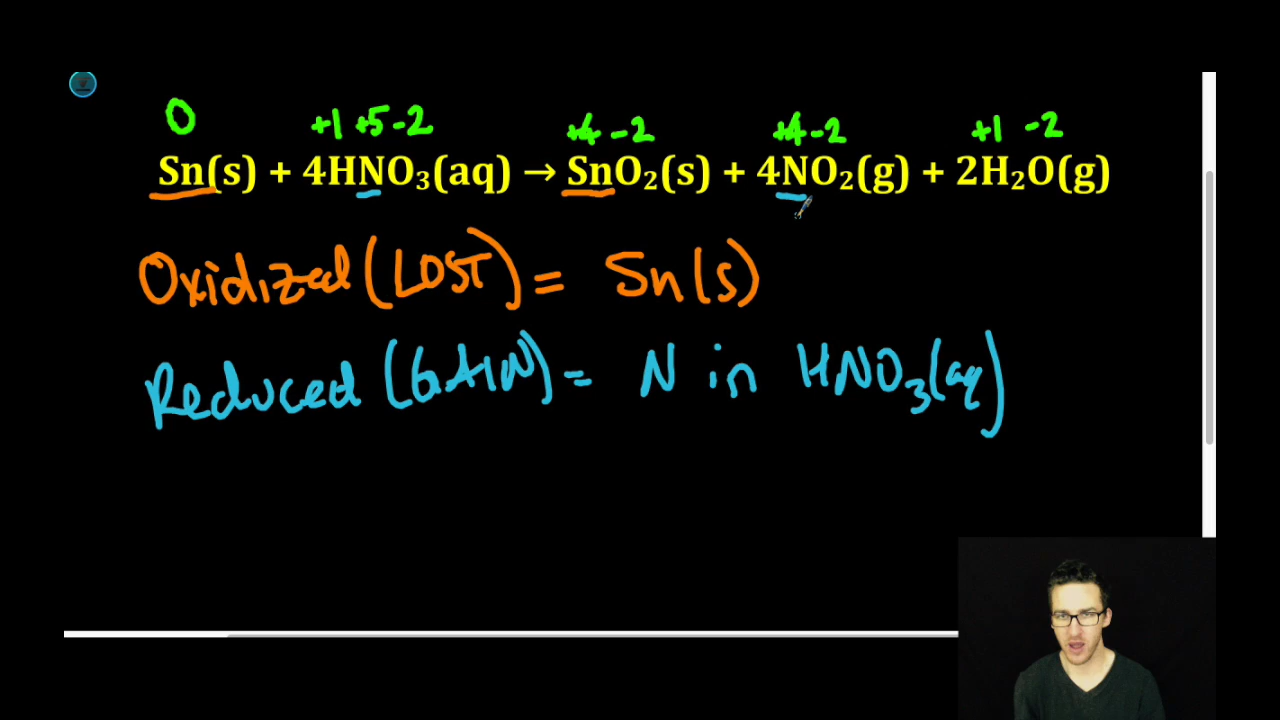 0 +1 +5 -2 +4 -2 +4 -2 +1 -2
Sn(s) + 4HNO₃(aq) → SnO₂(s) + 4NO₂(g) + 2H₂O(g)
Oxidized (LOST) = Sn(s)
Reduced (GAIN) = N in HNO₃(aq)